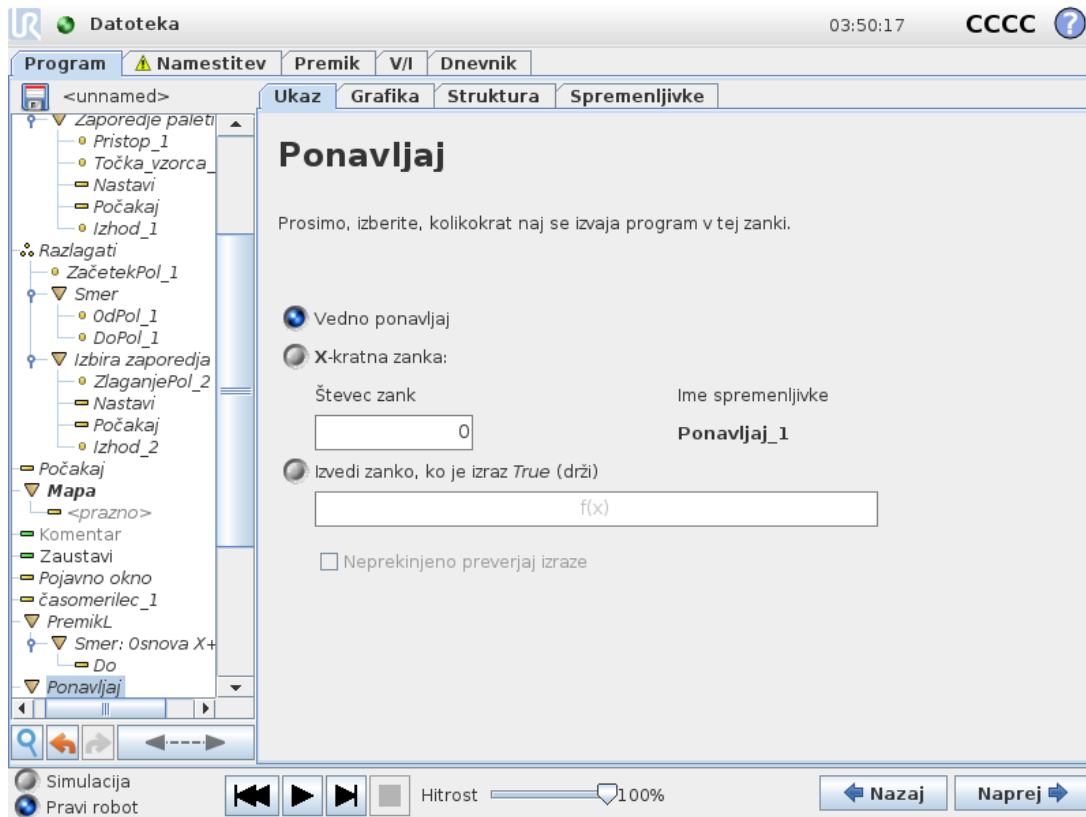 UR Datoteka 03:50:17 CCCC ?
Program Namestitev Premik V/I Dnevnik
<unnamed>
Ukaz Grafika Struktura Spremenljivke
Zaporedje paleti
Pristop_1
Točka_vzorca_
Nastavi
Počakaj
Izhod_1
Razlagati
ZačetekPol_1
Smer
OdPol_1
DoPol_1
Izbira zaporedja
ZlaganjePol_2
Nastavi
Počakaj
Izhod_2
Počakaj
Mapa
<prazno>
Komentar
Zaustavi
Pojavno okno
časomerilec_1
PremikL
Smer: Osnova X+
Do
Ponavljaj
Ponavljaj
Prosimo, izberite, kolikokrat naj se izvaja program v tej zanki.
Vedno ponavljaj
X-kratna zanka:
Števec zank Ime spremenljivke
0 Ponavljaj_1
Izvedi zanko, ko je izraz True (drži)
f(x)
Neprekinjeno preverjaj izraze
Simulacija
Pravi robot
Hitrost 100%
Nazaj Naprej